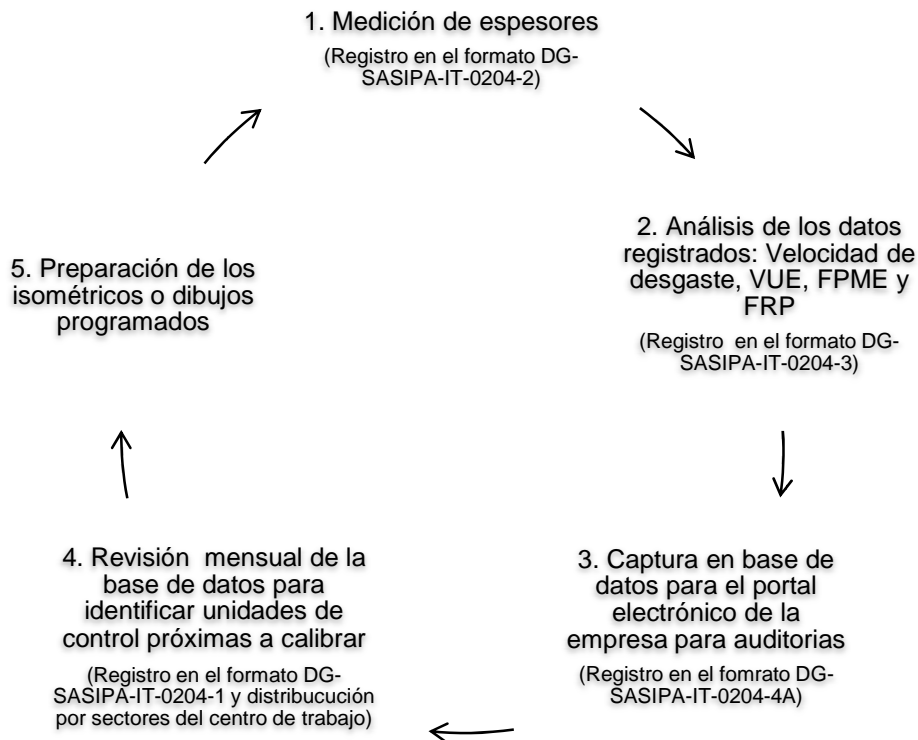 1. Medición de espesores
(Registro en el formato DG-
SASIPA-IT-0204-2)
2. Análisis de los datos
registrados: Velocidad de
desgaste, VUE, FPME y
FRP
(Registro en el formato DG-
SASIPA-IT-0204-3)
3. Captura en base de
datos para el portal
electrónico de la
empresa para auditorias
(Registro en el fomrato DG-
SASIPA-IT-0204-4A)
4. Revisión mensual de la
base de datos para
identificar unidades de
control próximas a calibrar
(Registro en el formato DG-
SASIPA-IT-0204-1 y distribucución
por sectores del centro de trabajo)
5. Preparación de los
isométricos o dibujos
programados